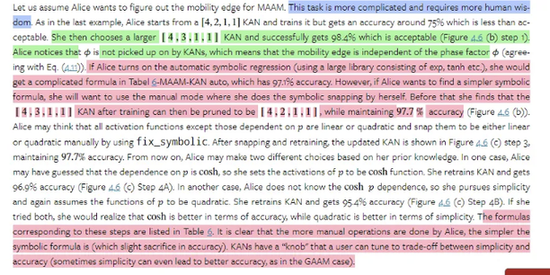 Let us assume Alice wants to figure out the mobility edge for MAAM. This task is more complicated and requires more human wis-
dom. As in the last example, Alice starts from a [4, 2, 1, 1] KAN and trains it but gets an accuracy around 75% which is less than ac-
ceptable. She then chooses a larger [4, 3, 1, 1] KAN and successfully gets 98.4% which is acceptable (Figure 4.6 (b) step 1).
Alice notices that ϕ is not picked up on by KANs, which means that the mobility edge is independent of the phase factor ϕ (agree-
ing with Eq. (4.11)). If Alice turns on the automatic symbolic regression (using a large library consisting of exp, tanh etc.), she would
get a complicated formula in Tabel 6-MAAM-KAN auto, which has 97.1% accuracy. However, if Alice wants to find a simpler symbolic
formula, she will want to use the manual mode where she does the symbolic snapping by herself. Before that she finds that the
[4, 3, 1, 1] KAN after training can then be pruned to be [4, 2, 1, 1], while maintaining 97.7% accuracy (Figure 4.6 (b)).
Alice may think that all activation functions except those dependent on p are linear or quadratic and snap them to be either linear
or quadratic manually by using fix_symbolic. After snapping and retraining, the updated KAN is shown in Figure 4.6 (c) step 3,
maintaining 97.7% accuracy. From now on, Alice may make two different choices based on her prior knowledge. In one case, Alice
may have guessed that the dependence on p is cosh, so she sets the activations of p to be cosh function. She retrains KAN and gets
96.9% accuracy (Figure 4.6 (c) Step 4A). In another case, Alice does not know the cosh p dependence, so she pursues simplicity
and again assumes the functions of p to be quadratic. She retrains KAN and gets 95.4% accuracy (Figure 4.6 (c) Step 4B). If she
tried both, she would realize that cosh is better in terms of accuracy, while quadratic is better in terms of simplicity. The formulas
corresponding to these steps are listed in Table 6. It is clear that the more manual operations are done by Alice, the simpler the
symbolic formula is (which slight sacrifice in accuracy). KANs have a “knob" that a user can tune to trade-off between simplicity and
accuracy (sometimes simplicity can even lead to better accuracy, as in the GAAM case).